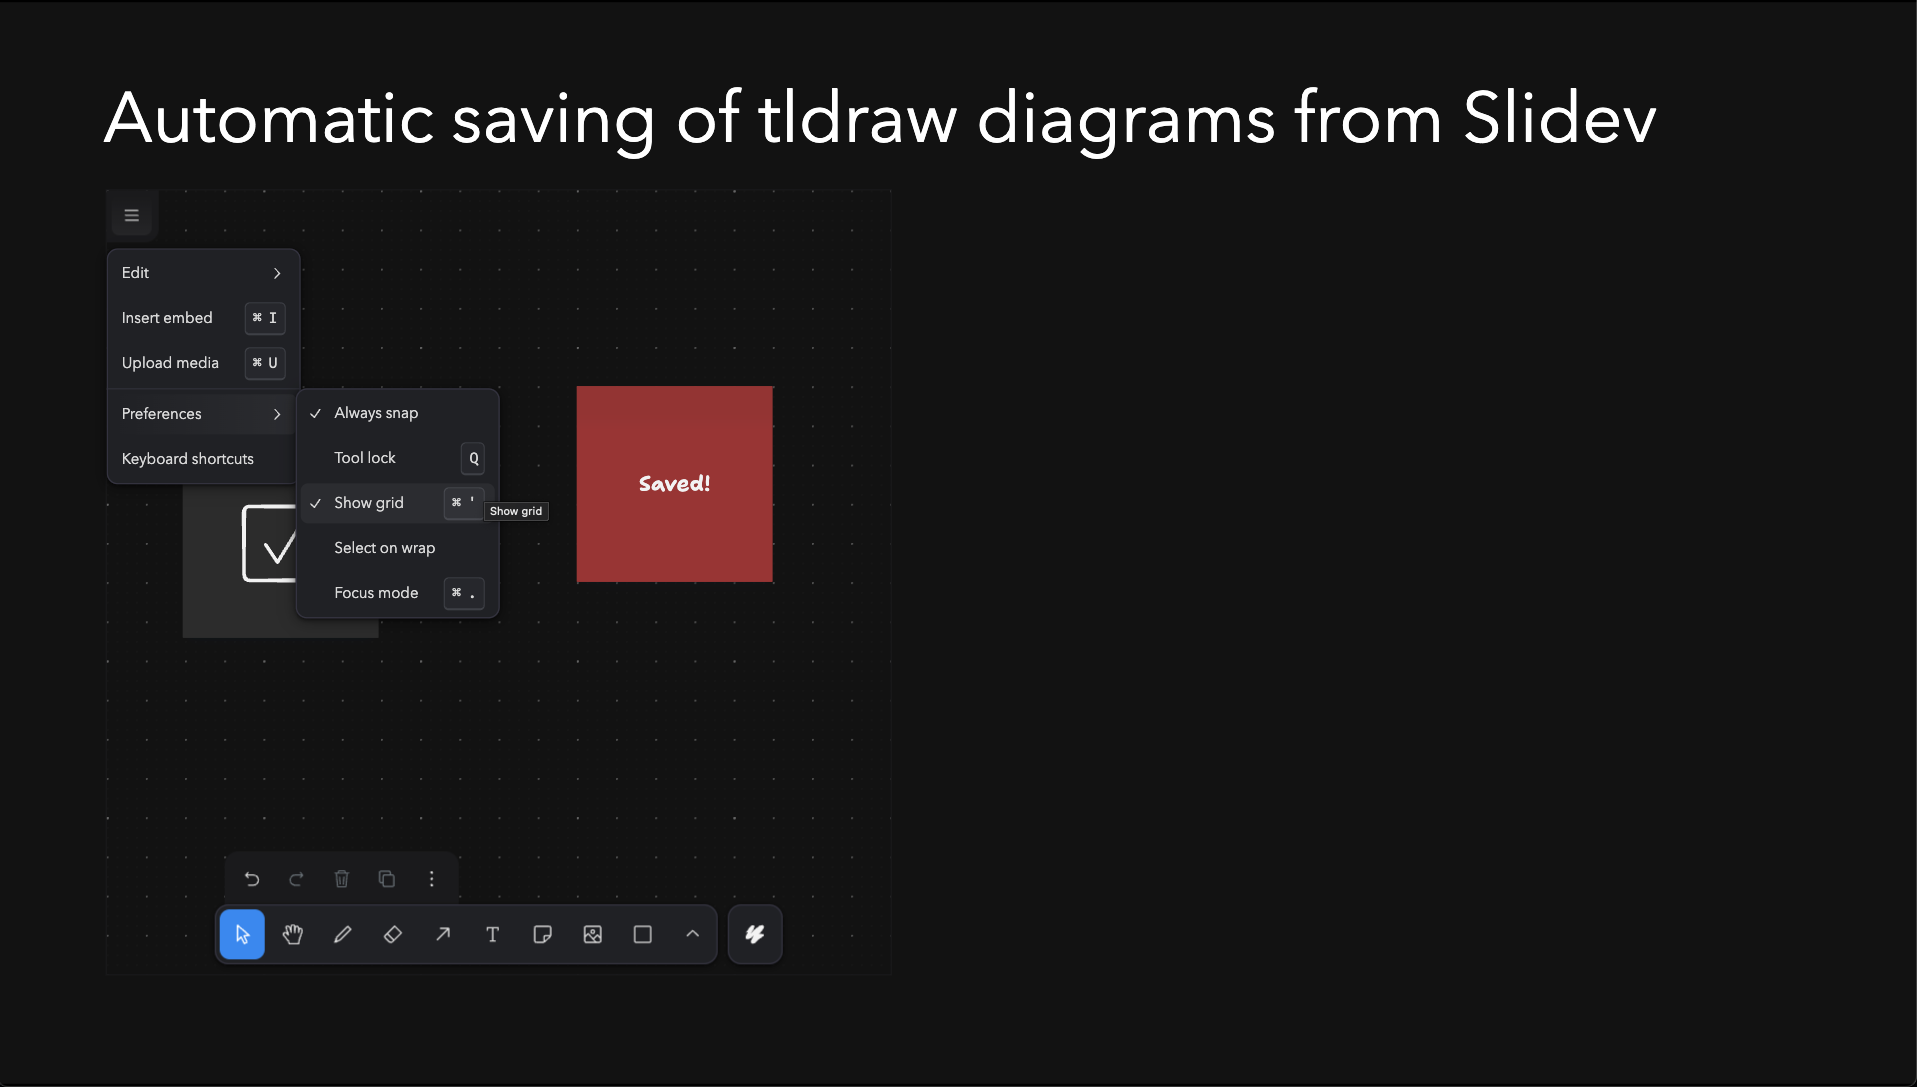 Automatic saving of tldraw diagrams from Slidev
Edit
Insert embed ⌘ I
Upload media ⌘ U
Preferences
Keyboard shortcuts
Always snap
Tool lock Q
Show grid ⌘ '
Show grid
Select on wrap
Focus mode ⌘ .
Saved!